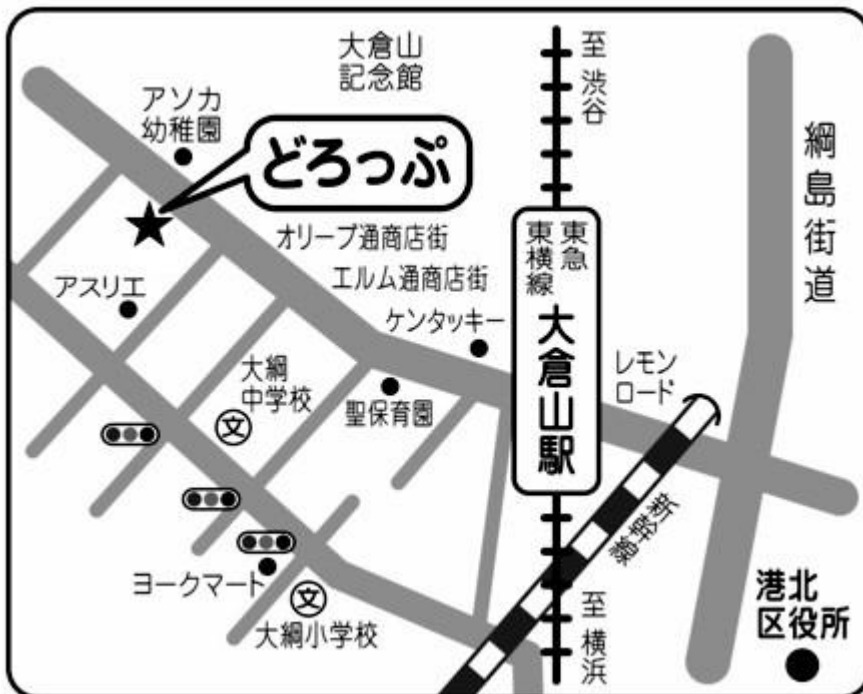 大倉山
記念館
至渋谷
アソカ
幼稚園
どろっぷ
綱島街道
オリーブ通商店街
エルム通商店街
東急
東横線
大倉山駅
アスリエ
ケンタッキー
レモン
ロード
大綱
中学校
文
聖保育園
新幹線
ヨークマート
文
大綱小学校
至横浜
港北
区役所